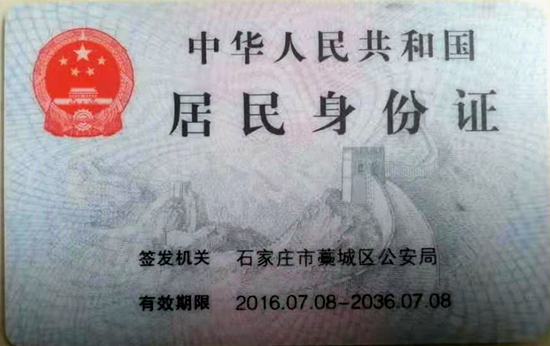 中华人民共和国
居民身份证
签发机关 石家庄市藁城区公安局
有效期限 2016.07.08-2036.07.08